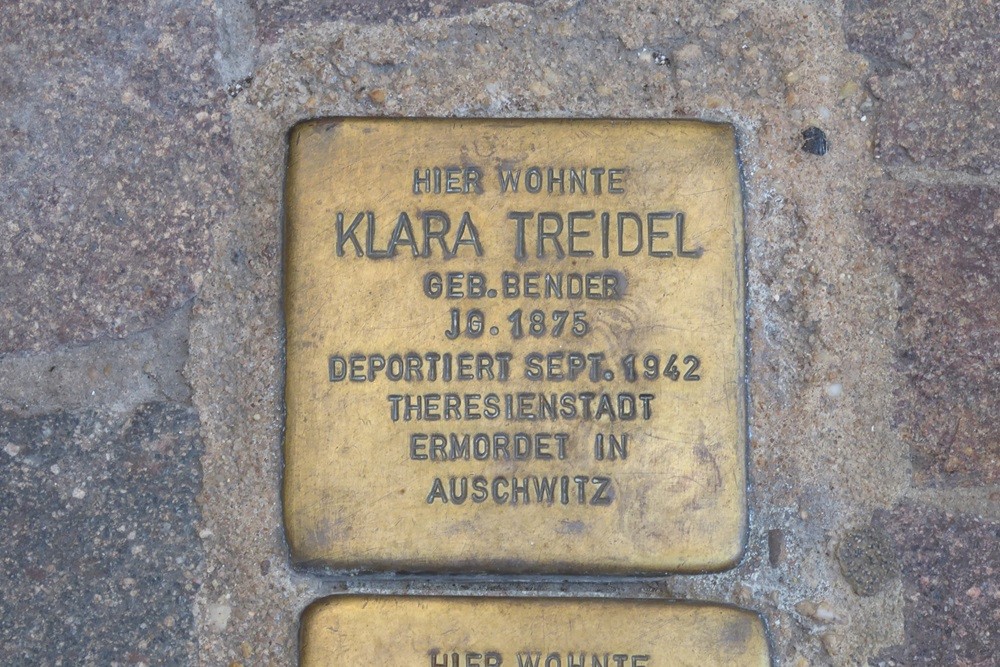 HIER WOHNTE
KLARA TREIDEL
GEB. BENDER
JG. 1875
DEPORTIERT SEPT. 1942
THERESIENSTADT
ERMORDET IN
AUSCHWITZ
HIER WOHNTE